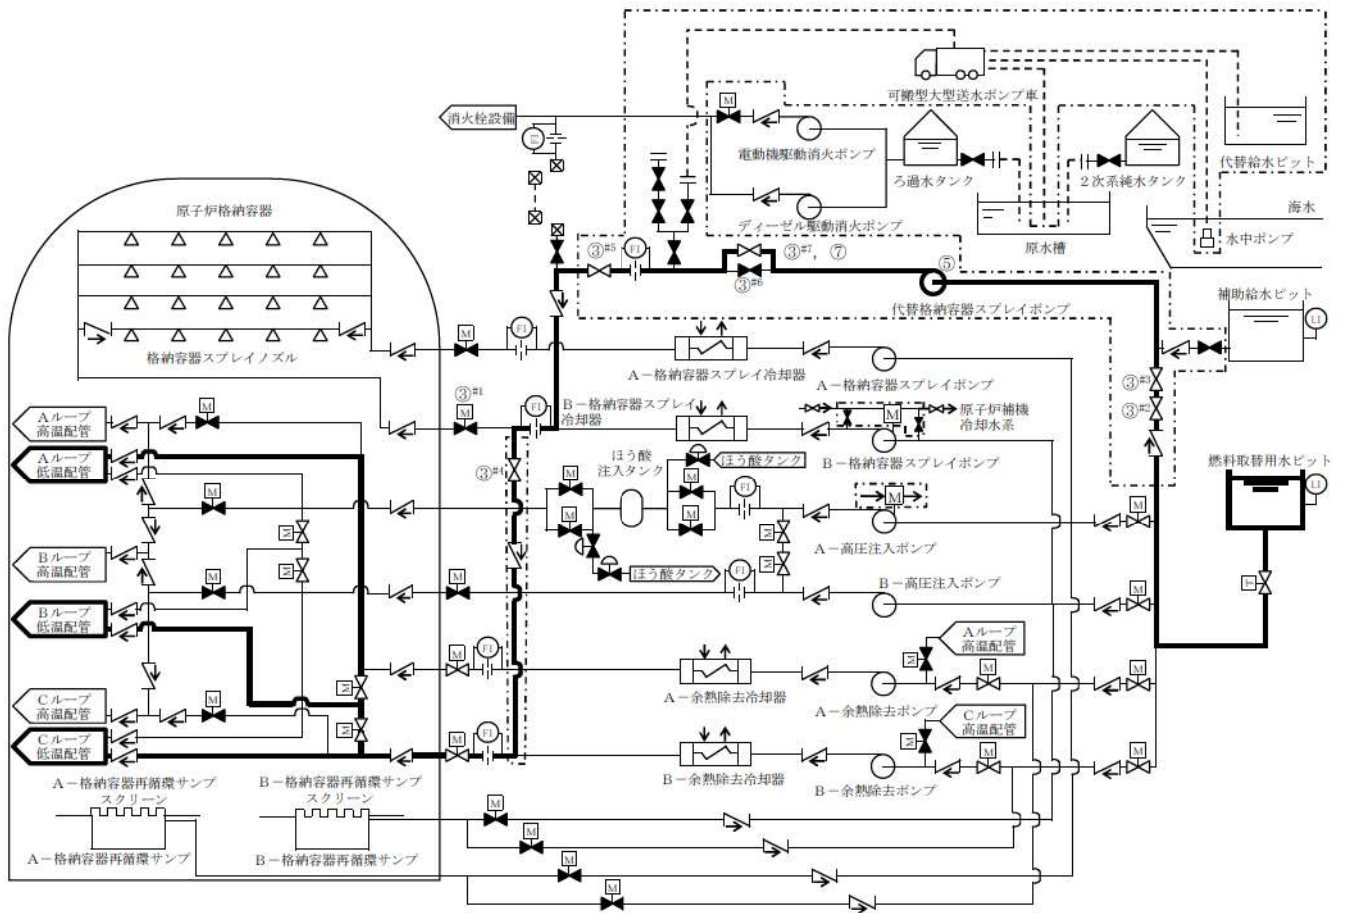 可搬型大型送水ポンプ車
消火栓設備
M
FI
電動機駆動消火ポンプ
ろ過水タンク
2次系純水タンク
代替給水ピット
ディーゼル駆動消火ポンプ
原水槽
海水
水中ポンプ
原子炉格納容器
③#5
FI
③#7, ⑦
③#6
⑤
代替格納容器スプレイポンプ
補助給水ピット
LI
格納容器スプレイノズル
M
FI
A-格納容器スプレイ冷却器
A-格納容器スプレイポンプ
③#3
③#2
③#1
M
FI
B-格納容器スプレイ
冷却器
M
原子炉補機
冷却水系
B-格納容器スプレイポンプ
Aループ
高温配管
M
Aループ
低温配管
③#4
ほう酸
注入タンク
ほう酸タンク
燃料取替用水ピット
LI
M
M
M
FI
M
M
M
M
M
A-高圧注入ポンプ
M
M
Bループ
高温配管
M
M
ほう酸タンク
FI
M
M
B-高圧注入ポンプ
M
T
Bループ
低温配管
M
FI
A-余熱除去冷却器
Aループ
高温配管
M
M
M
A-余熱除去ポンプ
Cループ
高温配管
M
M
M
Cループ
低温配管
M
FI
B-余熱除去冷却器
Cループ
高温配管
M
M
M
B-余熱除去ポンプ
A-格納容器再循環サンプ
スクリーン
B-格納容器再循環サンプ
スクリーン
A-格納容器再循環サンプ
B-格納容器再循環サンプ
M
M
M
M